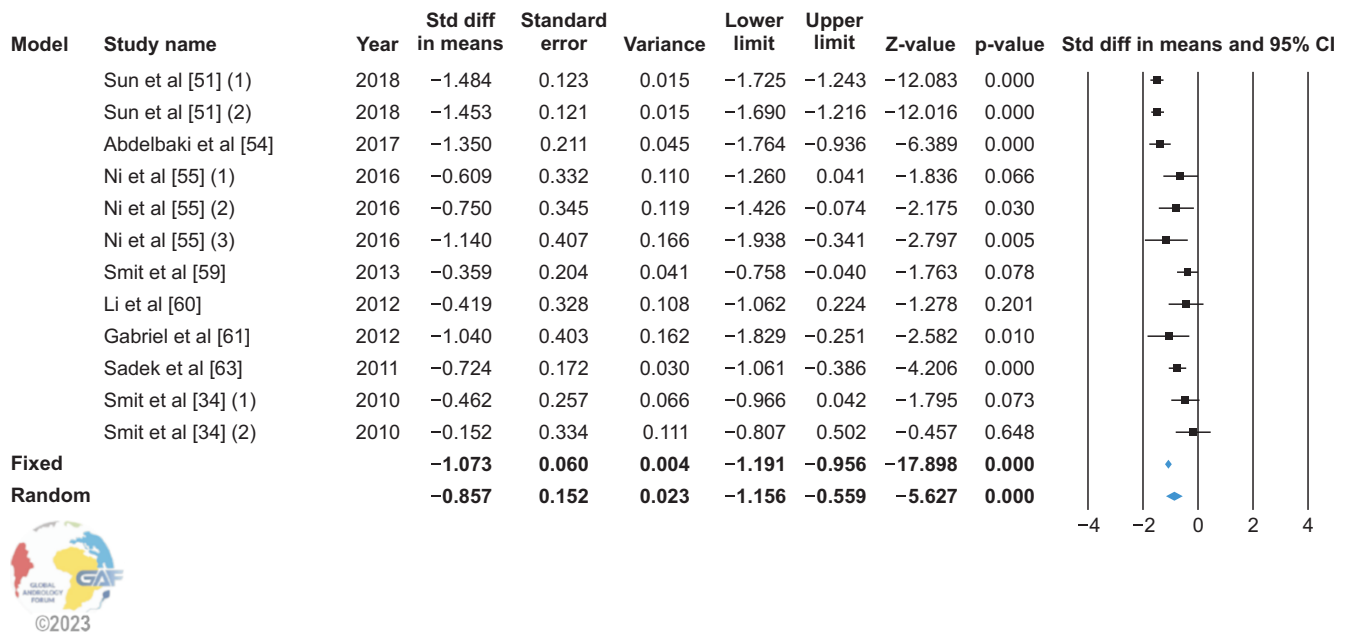 Model Study name Year Std diff in means Standard error Variance Lower limit Upper limit Z-value p-value Std diff in means and 95% CI
Sun et al [51] (1) 2018 −1.484 0.123 0.015 −1.725 −1.243 −12.083 0.000
Sun et al [51] (2) 2018 −1.453 0.121 0.015 −1.690 −1.216 −12.016 0.000
Abdelbaki et al [54] 2017 −1.350 0.211 0.045 −1.764 −0.936 −6.389 0.000
Ni et al [55] (1) 2016 −0.609 0.332 0.110 −1.260 0.041 −1.836 0.066
Ni et al [55] (2) 2016 −0.750 0.345 0.119 −1.426 −0.074 −2.175 0.030
Ni et al [55] (3) 2016 −1.140 0.407 0.166 −1.938 −0.341 −2.797 0.005
Smit et al [59] 2013 −0.359 0.204 0.041 −0.758 −0.040 −1.763 0.078
Li et al [60] 2012 −0.419 0.328 0.108 −1.062 0.224 −1.278 0.201
Gabriel et al [61] 2012 −1.040 0.403 0.162 −1.829 −0.251 −2.582 0.010
Sadek et al [63] 2011 −0.724 0.172 0.030 −1.061 −0.386 −4.206 0.000
Smit et al [34] (1) 2010 −0.462 0.257 0.066 −0.966 0.042 −1.795 0.073
Smit et al [34] (2) 2010 −0.152 0.334 0.111 −0.807 0.502 −0.457 0.648
Fixed −1.073 0.060 0.004 −1.191 −0.956 −17.898 0.000
Random −0.857 0.152 0.023 −1.156 −0.559 −5.627 0.000
−4 −2 0 2 4
GLOBAL
ANDROLOGY
FORUM
GAF
©2023